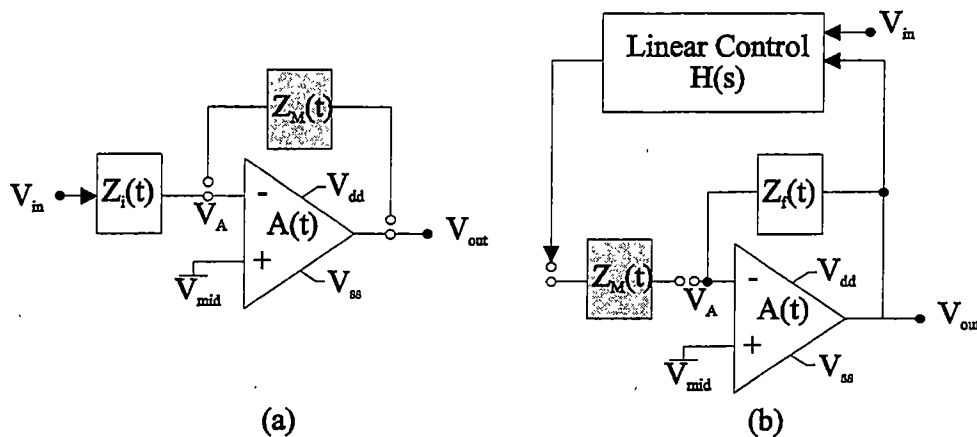 V_in
Z_i(t)
V_A
Z_M(t)
-
+
A(t)
V_dd
V_ss
V_mid
V_out
(a)
Linear Control
H(s)
V_in
Z_f(t)
Z_M(t)
V_A
-
+
A(t)
V_dd
V_ss
V_mid
V_out
(b)